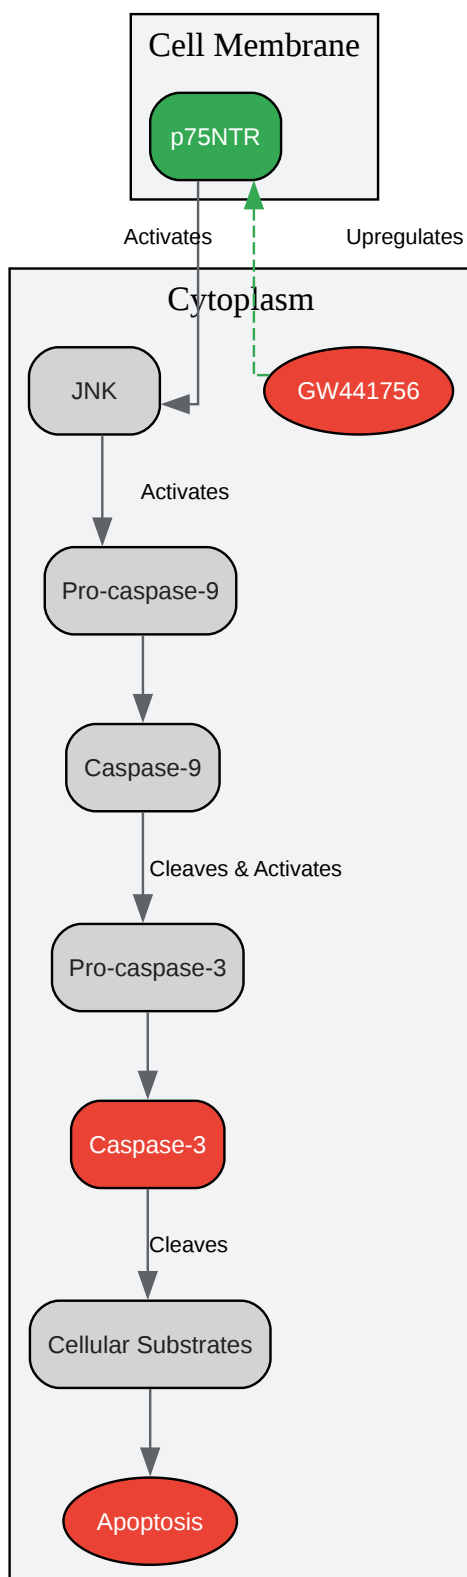 Cell Membrane
p75NTR
Activates
Upregulates
Cytoplasm
JNK
GW441756
Activates
Pro-caspase-9
Caspase-9
Cleaves & Activates
Pro-caspase-3
Caspase-3
Cleaves
Cellular Substrates
Apoptosis